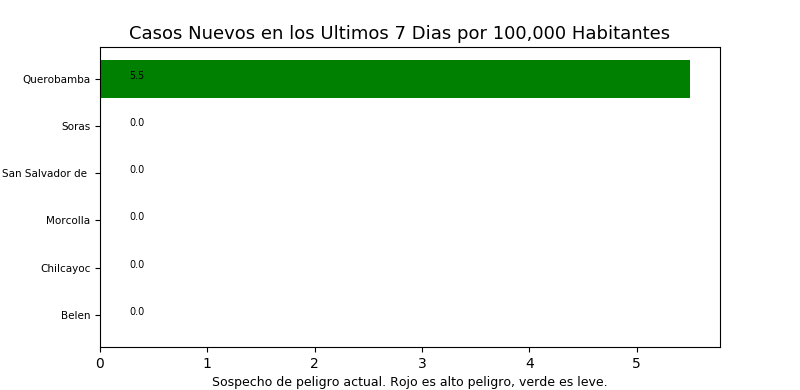 Casos Nuevos en los Ultimos 7 Dias por 100,000 Habitantes
Querobamba 5.5
Soras 0.0
San Salvador de 0.0
Morcolla 0.0
Chilcayoc 0.0
Belen 0.0
0 1 2 3 4 5
Sospecho de peligro actual. Rojo es alto peligro, verde es leve.